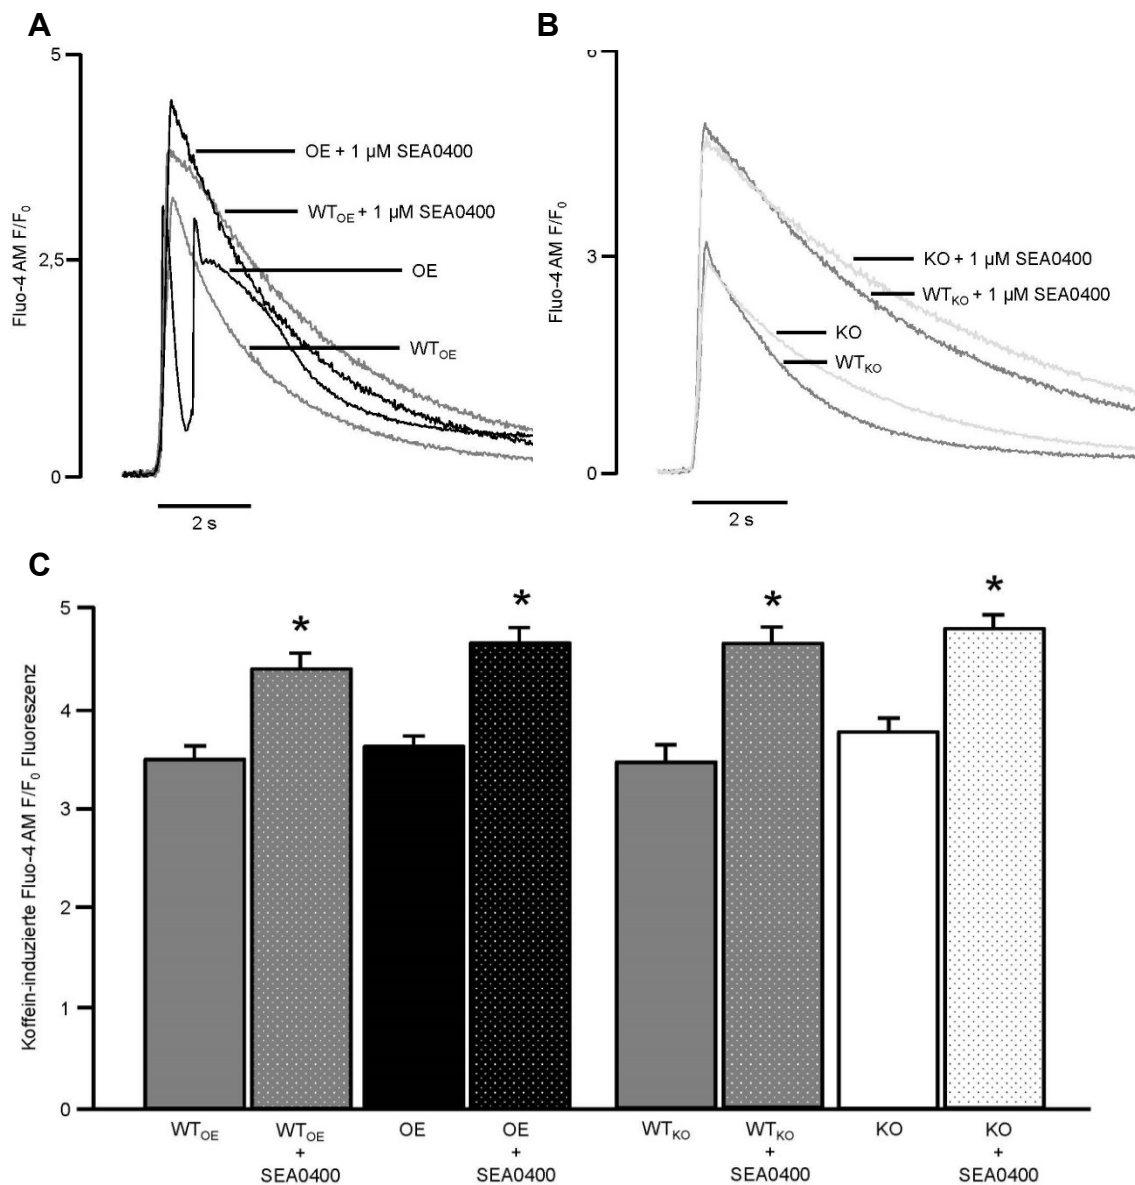 A
5
2,5
0
Fluo-4 AM F/F0
OE + 1 µM SEA0400
WTOE + 1 µM SEA0400
OE
WTOE
2 s
B
6
3
0
Fluo-4 AM F/F0
KO + 1 µM SEA0400
WTKO + 1 µM SEA0400
KO
WTKO
2 s
C
5
4
3
2
1
0
Koffein-induzierte Fluo-4 AM F/F0 Fluoreszenz
* * * *
WTOE
WTOE
+
SEA0400
OE
OE
+
SEA0400
WTKO
WTKO
+
SEA0400
KO
KO
+
SEA0400